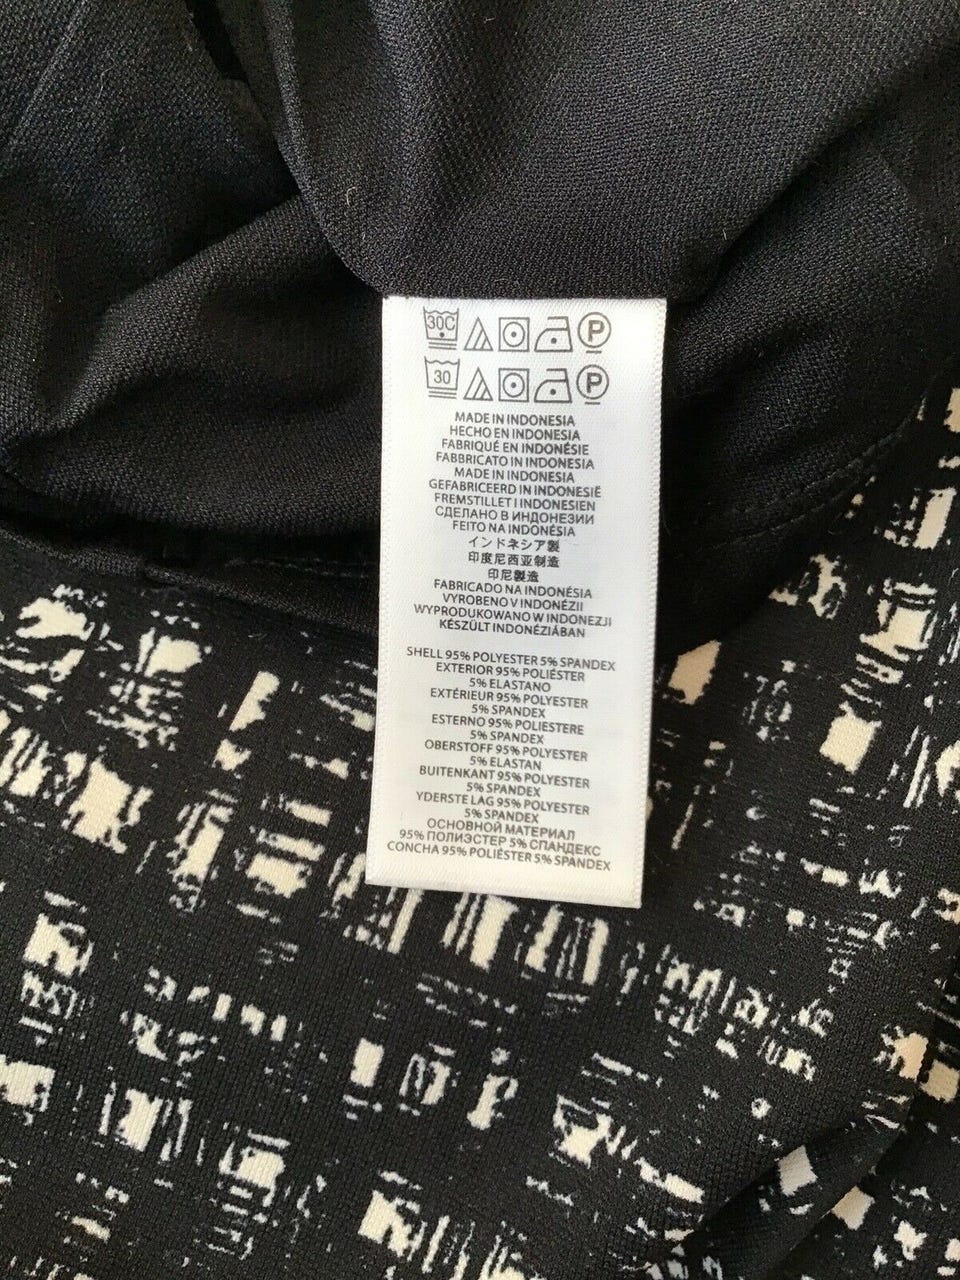 30C P
30 P
MADE IN INDONESIA
HECHO EN INDONESIA
FABRIQUÉ EN INDONÉSIE
FABBRICATO IN INDONESIA
MADE IN INDONESIA
GEFABRICEERD IN INDONESIË
FREMSTILLET I INDONESIEN
СДЕЛАНО В ИНДОНЕЗИИ
FEITO NA INDONÉSIA
インドネシア製
印度尼西亚制造
印尼製造
FABRICADO NA INDONÉSIA
VYROBENO V INDONÉZII
WYPRODUKOWANO W INDONEZJI
KÉSZÜLT INDONÉZIÁBAN
SHELL 95% POLYESTER 5% SPANDEX
EXTERIOR 95% POLIÉSTER
5% ELASTANO
EXTÉRIEUR 95% POLYESTER
5% SPANDEX
ESTERNO 95% POLIESTERE
5% SPANDEX
OBERSTOFF 95% POLYESTER
5% ELASTAN
BUITENKANT 95% POLYESTER
5% SPANDEX
YDERSTE LAG 95% POLYESTER
5% SPANDEX
ОСНОВНОЙ МАТЕРИАЛ
95% ПОЛИЭСТЕР 5% СПАНДЕКС
CONCHA 95% POLIÉSTER 5% SPANDEX